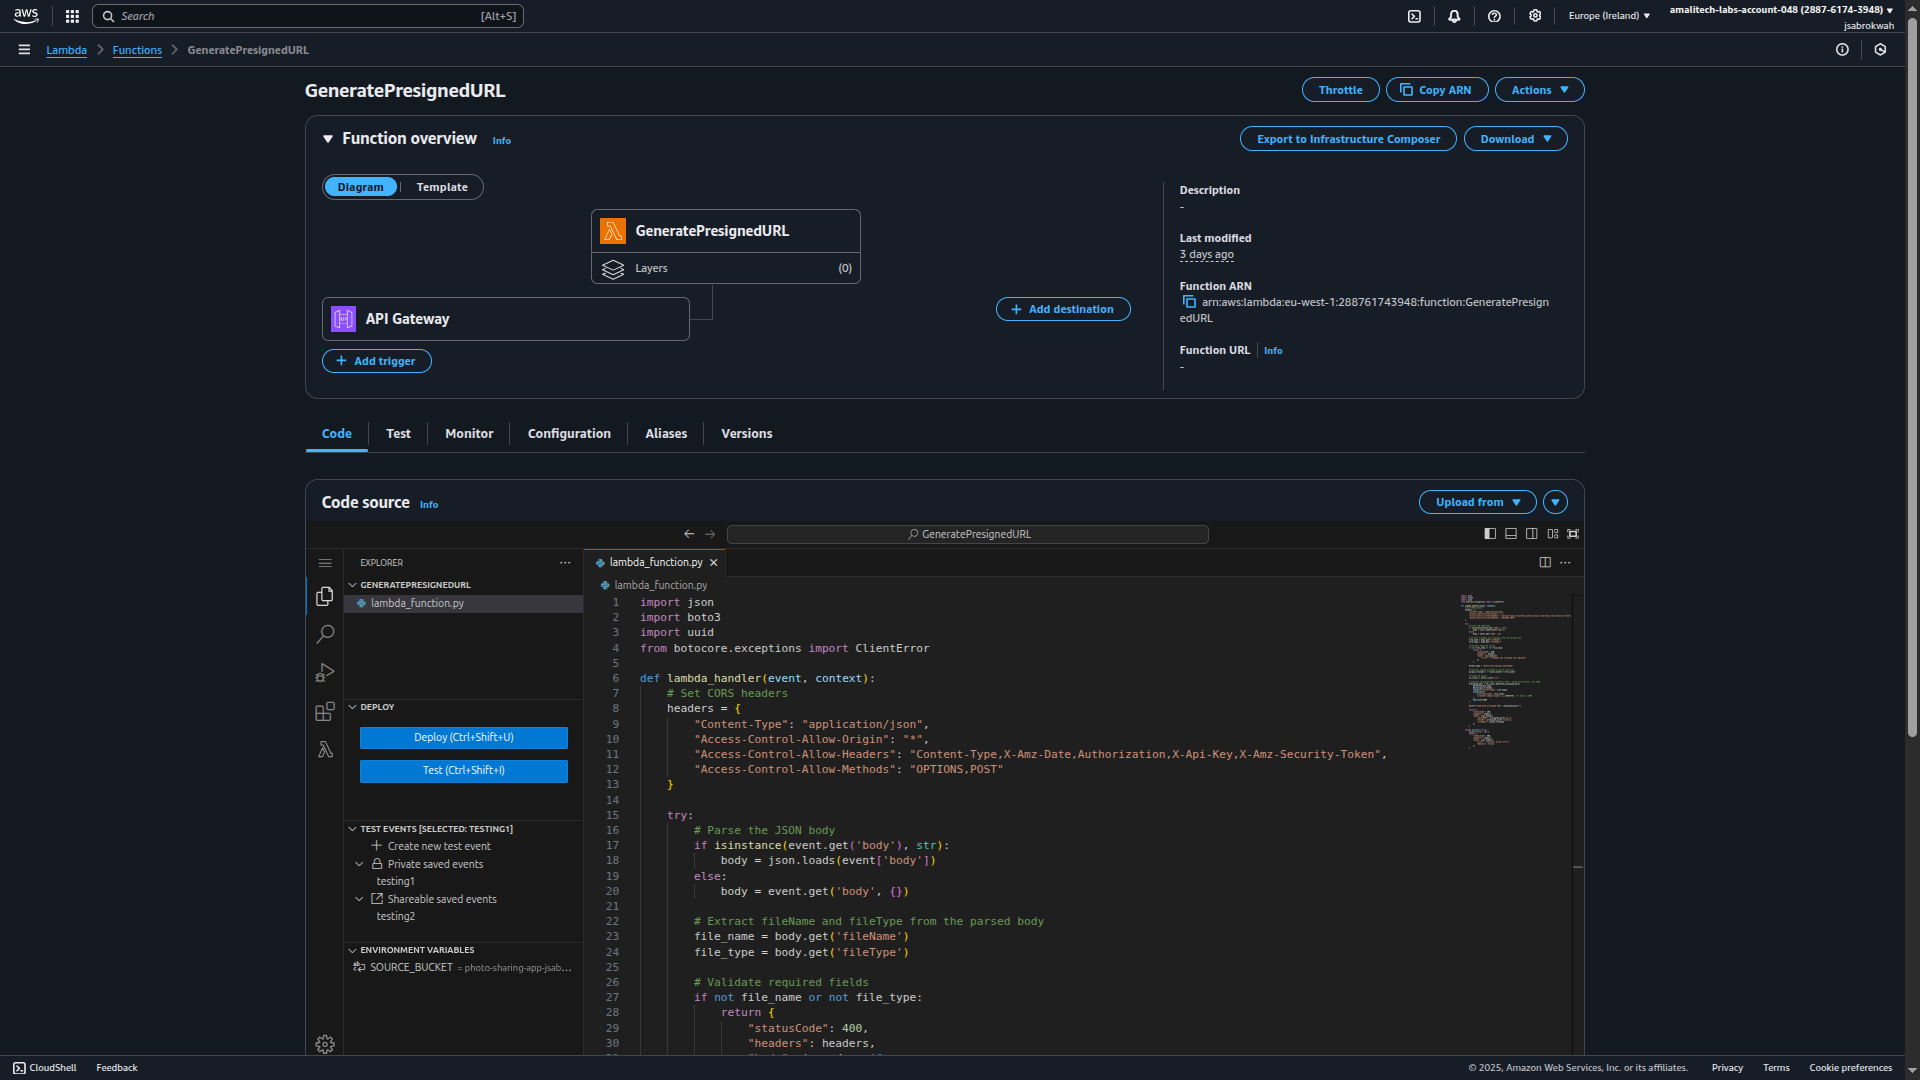 aws
Search
[Alt+S]
Europe (Ireland)
amalitech-labs-account-048 (2887-6174-3948)
jsabrokwah
Lambda
Functions
GeneratePresignedURL
GeneratePresignedURL
Throttle
Copy ARN
Actions
Function overview
Info
Export to Infrastructure Composer
Download
Diagram
Template
GeneratePresignedURL
Layers
(0)
API Gateway
Add trigger
Add destination
Description
-
Last modified
3 days ago
Function ARN
arn:aws:lambda:eu-west-1:288761743948:function:GeneratePresign
edURL
Function URL
Info
-
Code
Test
Monitor
Configuration
Aliases
Versions
Code source
Info
Upload from
GeneratePresignedURL
EXPLORER
GENERATEPRESIGNEDURL
lambda_function.py
DEPLOY
Deploy (Ctrl+Shift+U)
Test (Ctrl+Shift+I)
TEST EVENTS [SELECTED: TESTING1]
Create new test event
Private saved events
testing1
Shareable saved events
testing2
ENVIRONMENT VARIABLES
SOURCE_BUCKET = photo-sharing-app-jsab...
lambda_function.py
lambda_function.py
1 import json
2 import boto3
3 import uuid
4 from botocore.exceptions import ClientError
5
6 def lambda_handler(event, context):
7 # Set CORS headers
8 headers = {
9 "Content-Type": "application/json",
10 "Access-Control-Allow-Origin": "*",
11 "Access-Control-Allow-Headers": "Content-Type,X-Amz-Date,Authorization,X-Api-Key,X-Amz-Security-Token",
12 "Access-Control-Allow-Methods": "OPTIONS,POST"
13 }
14
15 try:
16 # Parse the JSON body
17 if isinstance(event.get('body'), str):
18 body = json.loads(event['body'])
19 else:
20 body = event.get('body', {})
21
22 # Extract fileName and fileType from the parsed body
23 file_name = body.get('fileName')
24 file_type = body.get('fileType')
25
26 # Validate required fields
27 if not file_name or not file_type:
28 return {
29 "statusCode": 400,
30 "headers": headers,
CloudShell
Feedback
© 2025, Amazon Web Services, Inc. or its affiliates.
Privacy
Terms
Cookie preferences